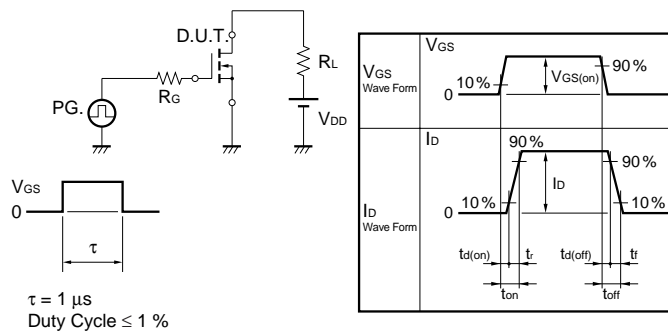 D.U.T.
RL
RG
PG.
VDD
VGS
0
τ
τ = 1 μs
Duty Cycle ≤ 1 %
VGS
Wave Form
VGS
10 %
90 %
VGS(on)
0
ID
Wave Form
ID
90 %
90 %
ID
10 %
10 %
0
td(on)
tr
td(off)
tf
ton
toff